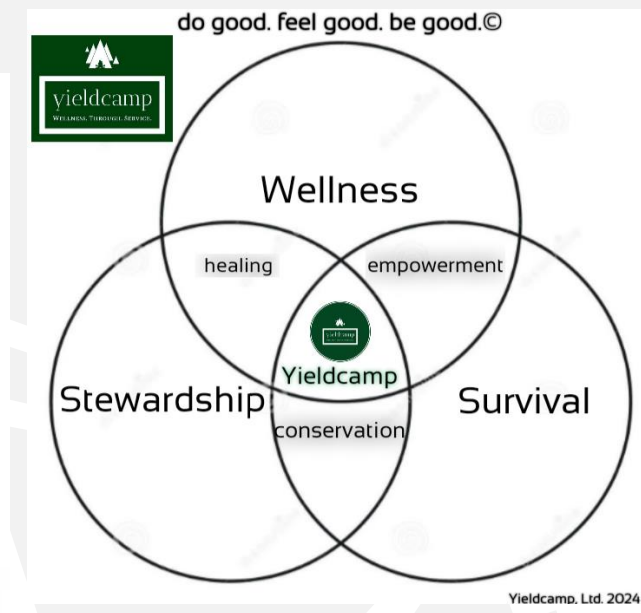 do good. feel good. be good.©
yieldcamp
WELLNESS. THROUGH. SERVICE.
Wellness
healing
empowerment
yieldcamp
Yieldcamp
Stewardship
Survival
conservation
Yieldcamp, Ltd. 2024